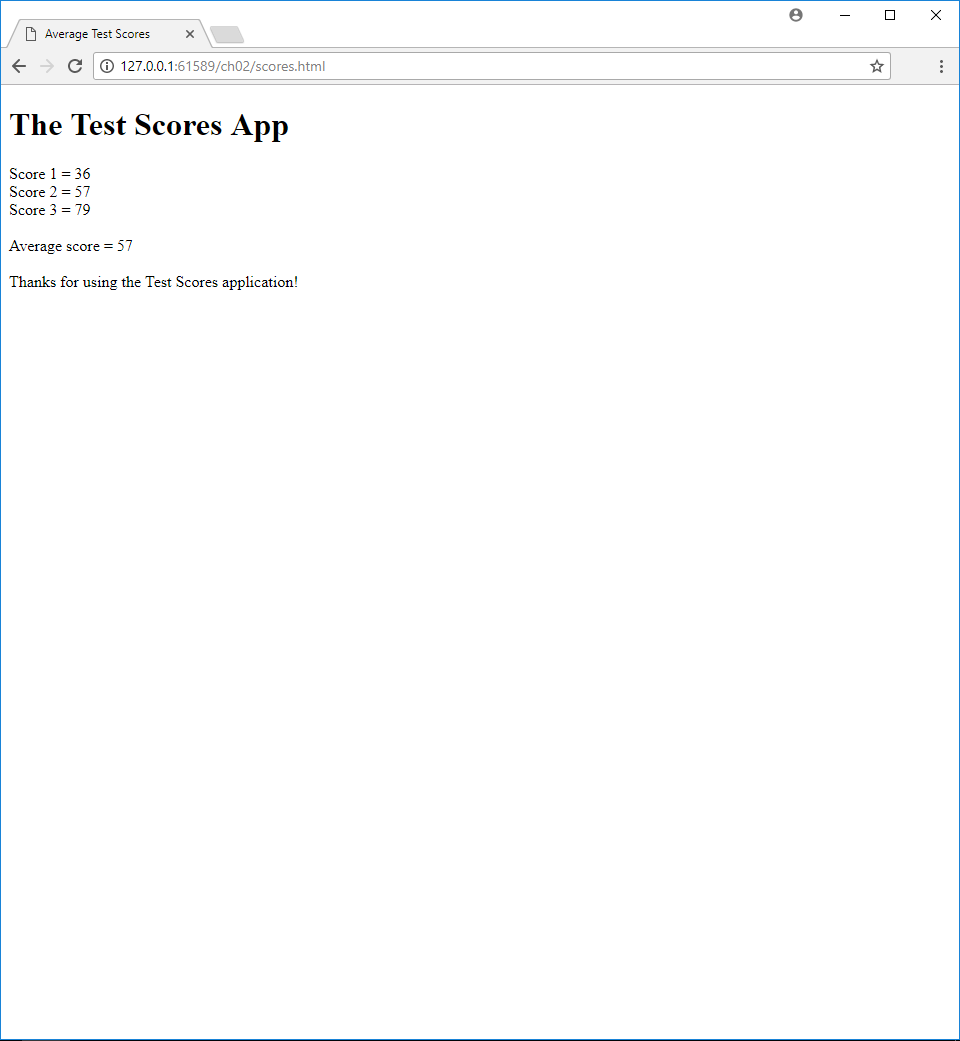 Average Test Scores
127.0.0.1:61589/ch02/scores.html
The Test Scores App
Score 1 = 36
Score 2 = 57
Score 3 = 79
Average score = 57
Thanks for using the Test Scores application!